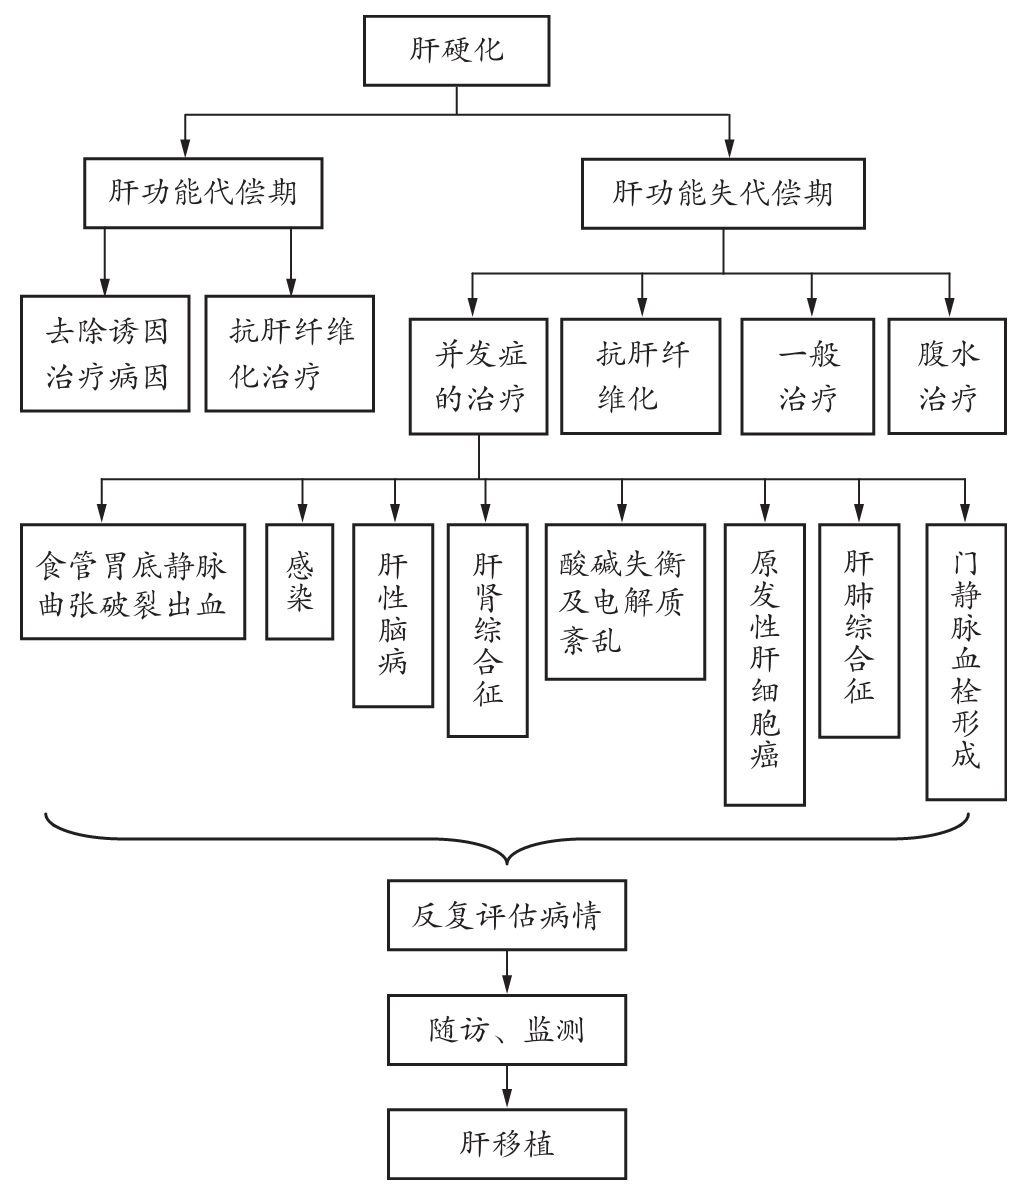 肝硬化
肝功能代偿期
肝功能失代偿期
去除诱因
治疗病因
抗肝纤维
化治疗
并发症
的治疗
抗肝纤
维化
一般
治疗
腹水
治疗
食管胃底静脉
曲张破裂出血
感染
肝性脑病
肝肾综合征
酸碱失衡
及电解质
紊乱
原发性肝细胞癌
肝肺综合征
门静脉血栓形成
反复评估病情
随访、监测
肝移植